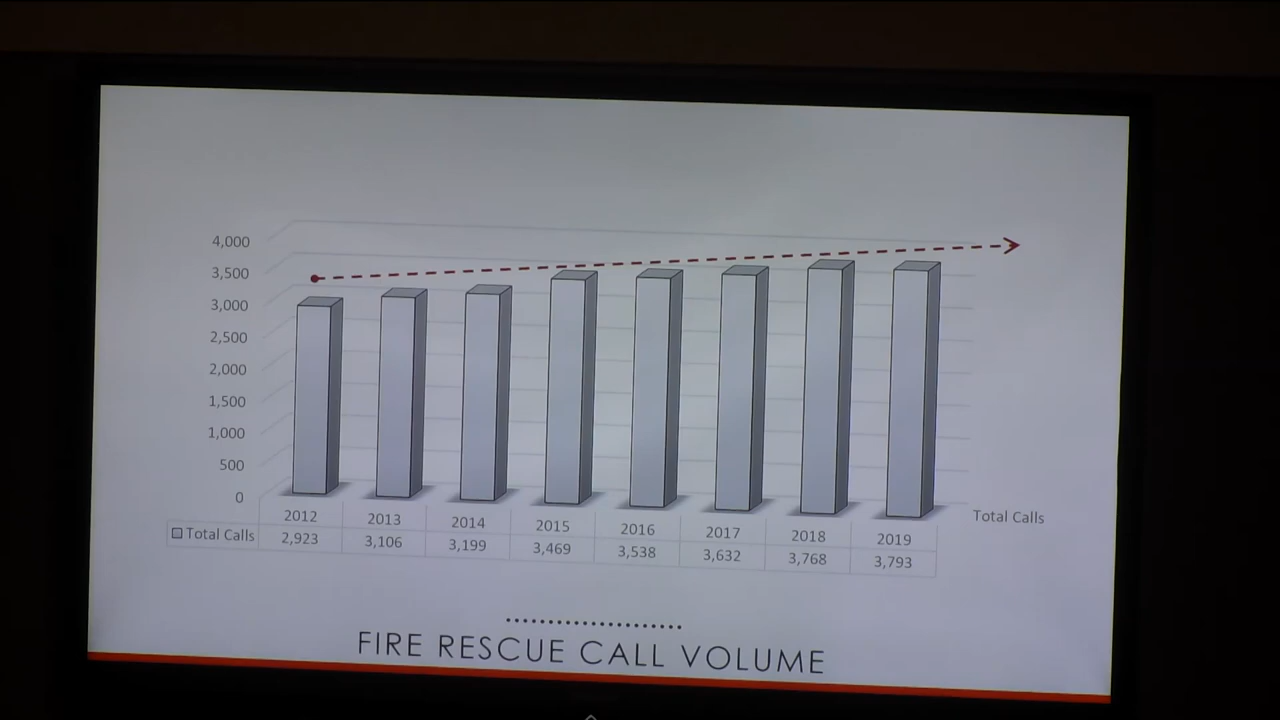 4,000
3,500
3,000
2,500
2,000
1,500
1,000
500
0
2012 2013 2014 2015 2016 2017 2018 2019
Total Calls 2,923 3,106 3,199 3,469 3,538 3,632 3,768 3,793
Total Calls
FIRE RESCUE CALL VOLUME